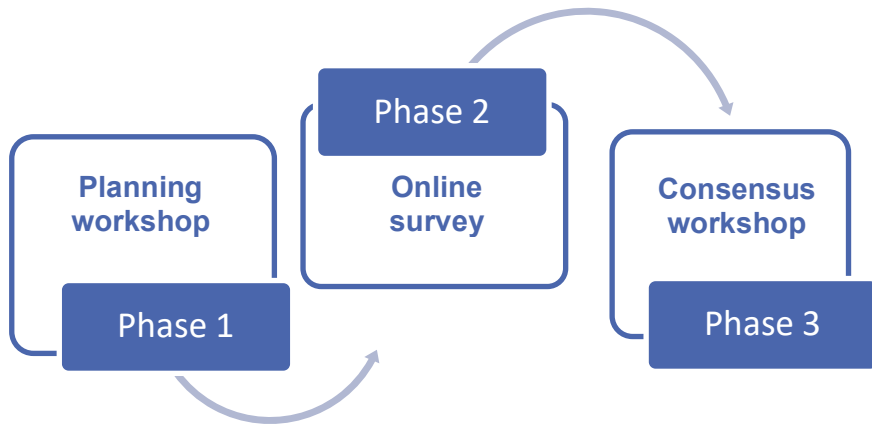 Planning
workshop
Phase 1
Phase 2
Online
survey
Consensus
workshop
Phase 3